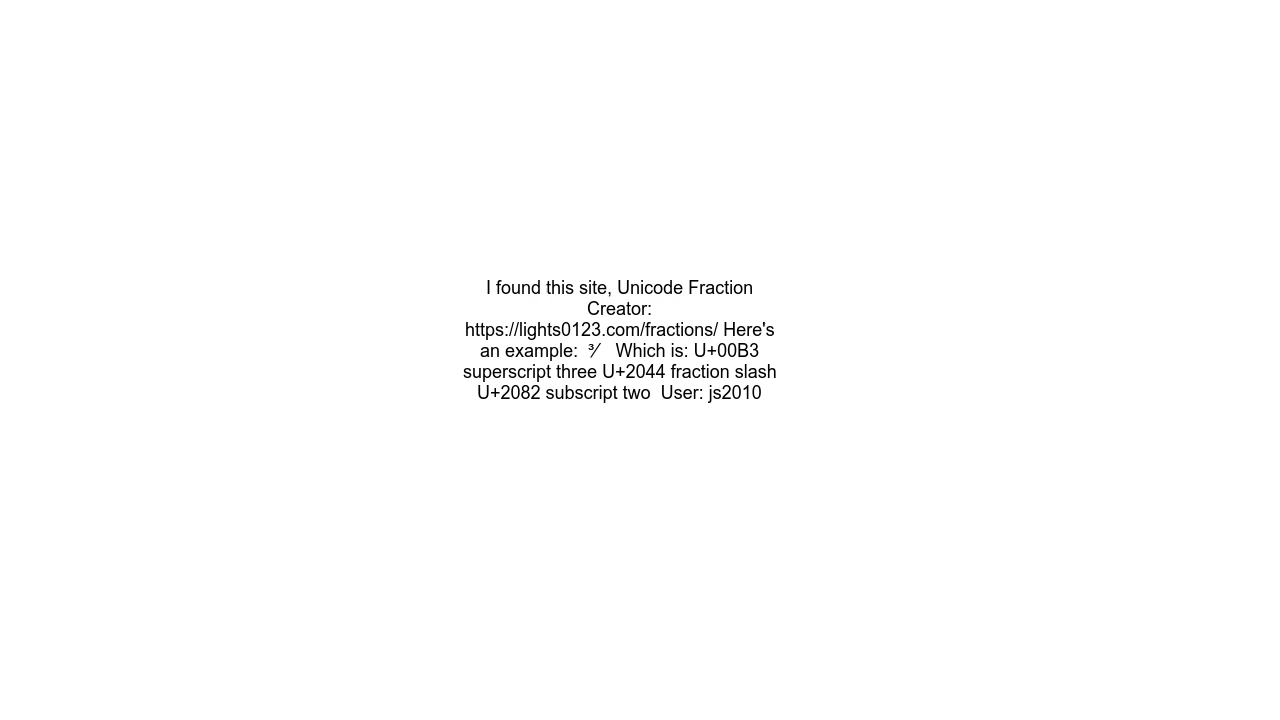 I found this site, Unicode Fraction
Creator:
https://lights0123.com/fractions/ Here's
an example:  ³⁄   Which is: U+00B3
superscript three U+2044 fraction slash
U+2082 subscript two  User: js2010